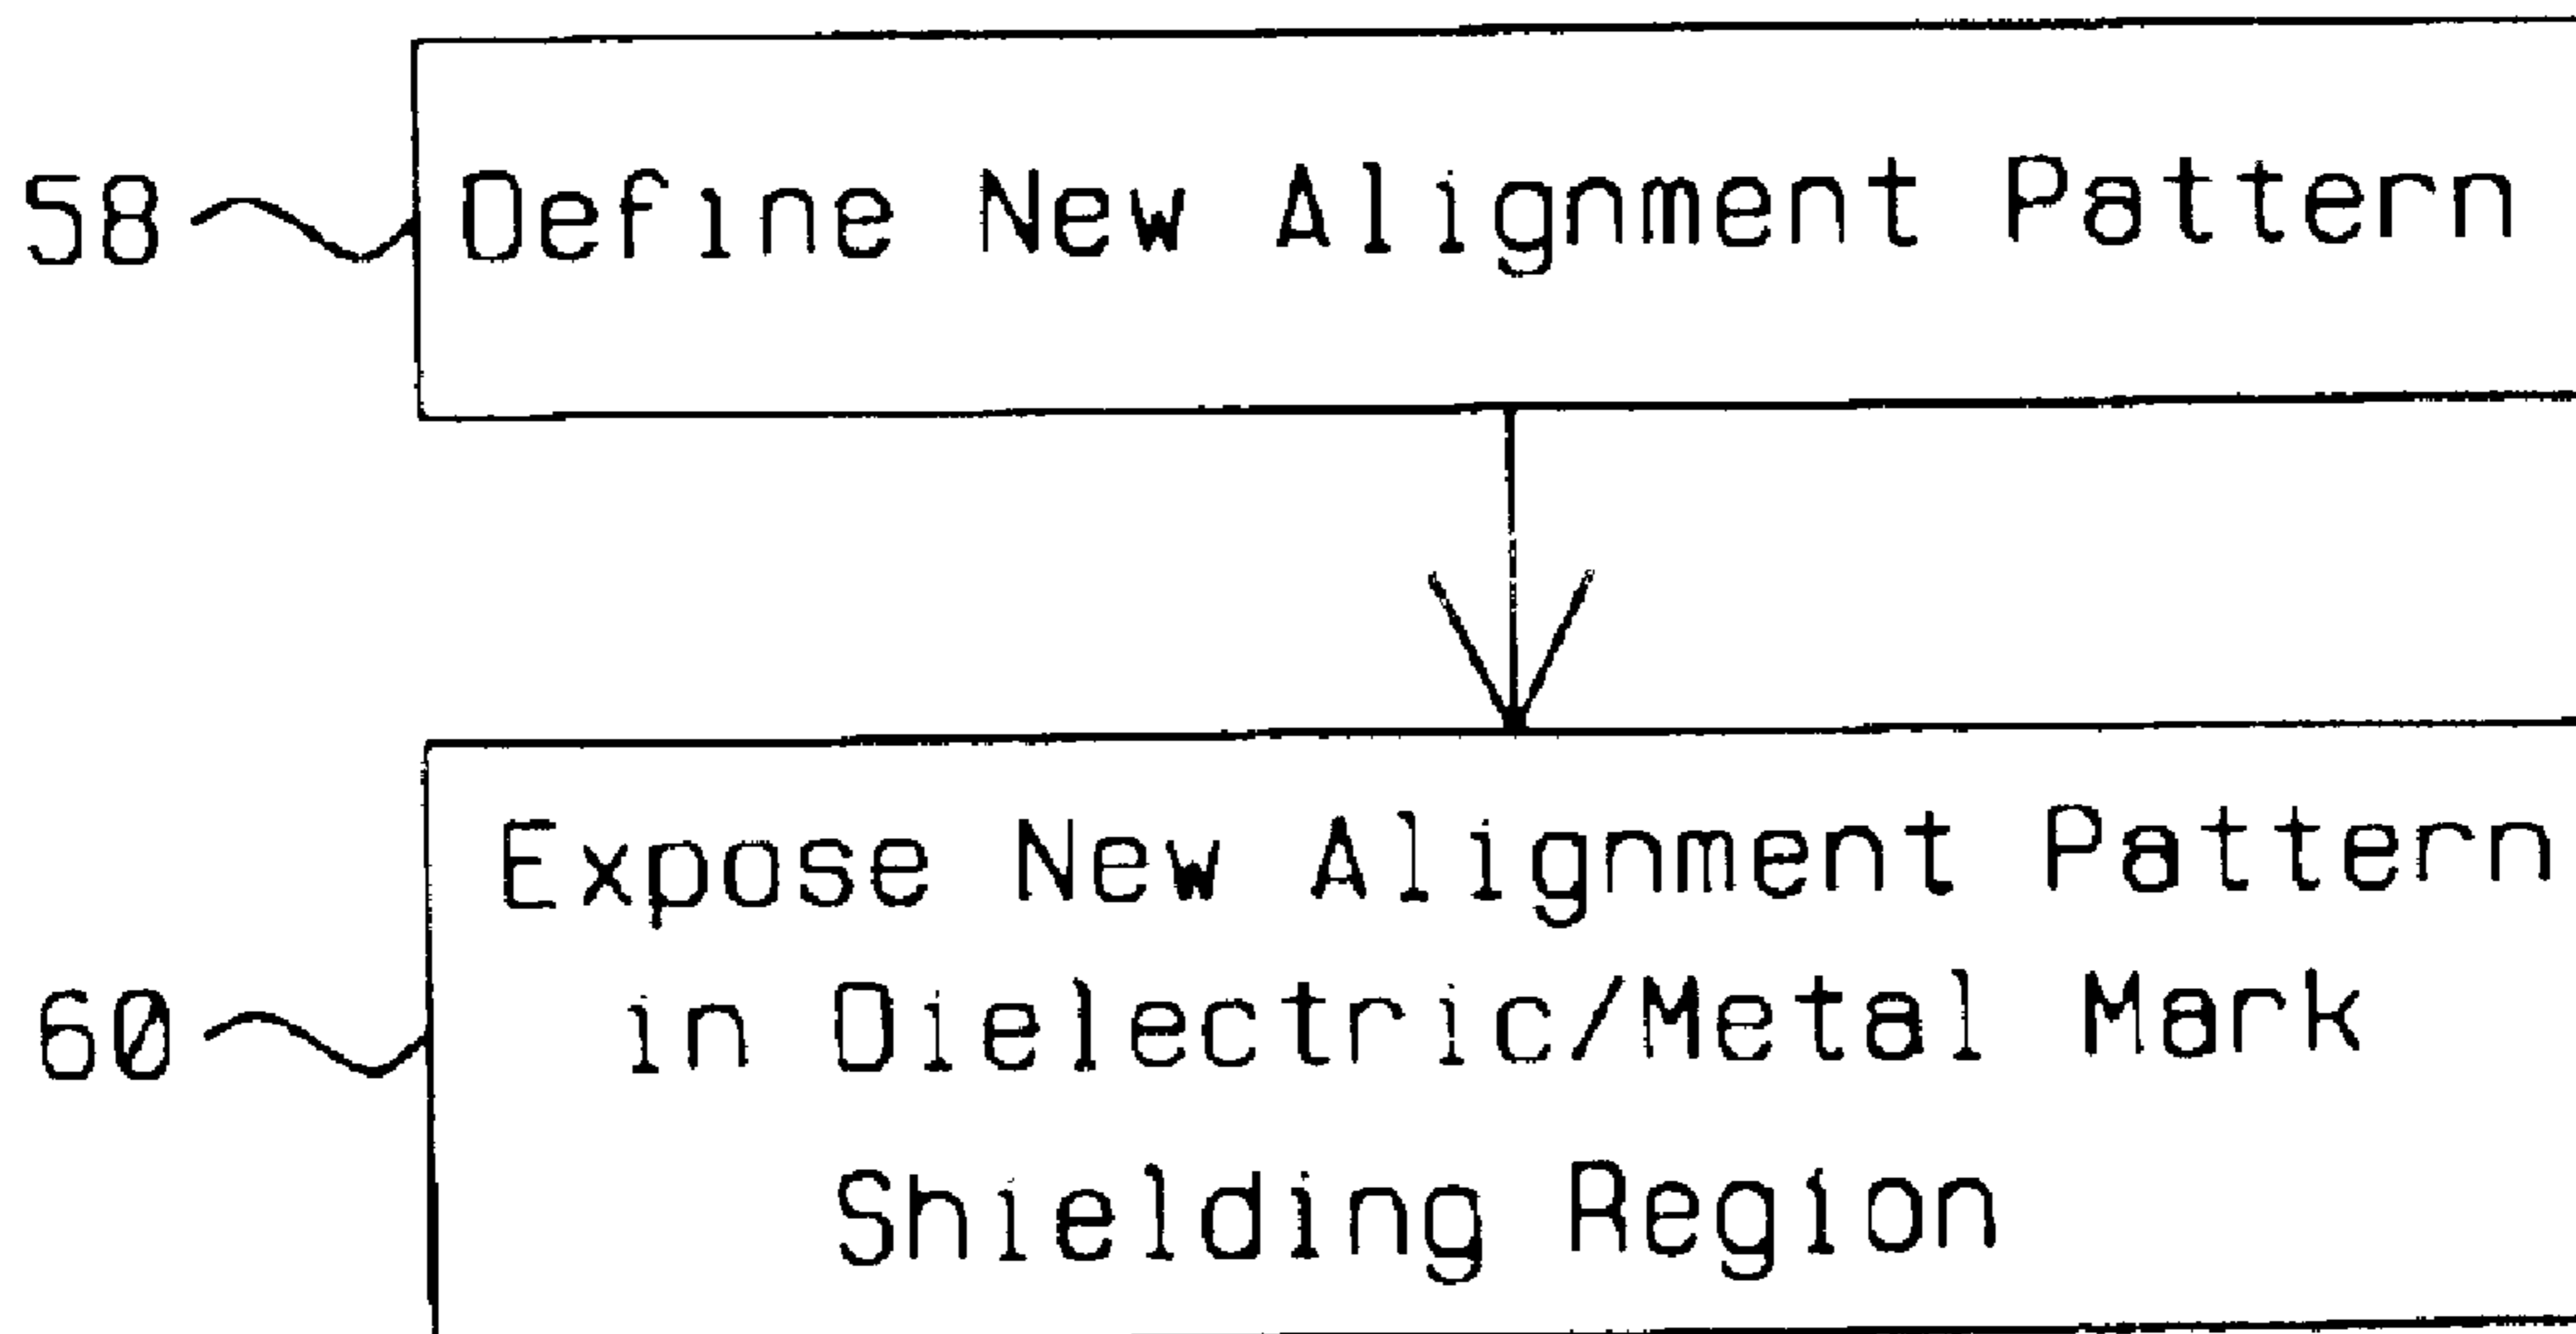 58 Define New Alignment Pattern
Expose New Alignment Pattern
60 in Dielectric/Metal Mark
Shielding Region